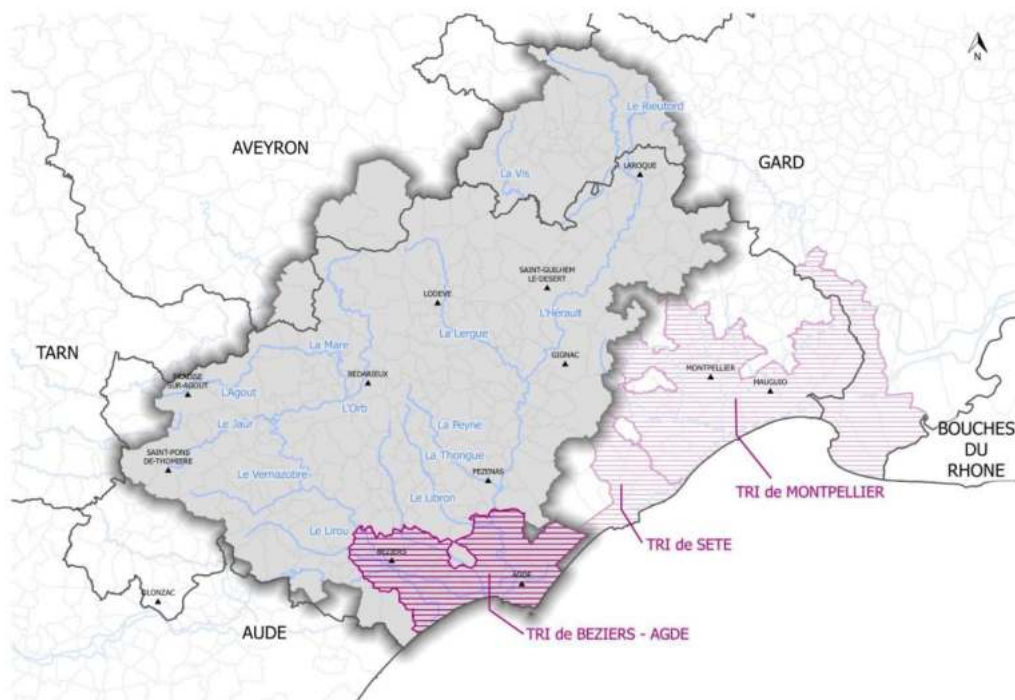 N
Le Rieutord
AVEYRON
GARD
LAROQUE
La Vis
SAINT-GUILHEM
LE-DESERT
LODEVE
L'Hérault
La Lergue
TARN
La Mare
GIGNAC
BEDARIEUX
MONTPELLIER
SUR-AGOUT
L'Agout
MAUGUIO
L'Orb
Le Jaur
La Peyne
BOUCHES
DU
RHONE
SAINT-PONS
DE-THOMIERE
La Thongue
Le Vernazobre
PEZENAS
TRI de MONTPELLIER
Le Libron
Le Lirou
TRI de SETE
BEZIERS
AGDE
OLONZAC
AUDE
TRI de BEZIERS - AGDE